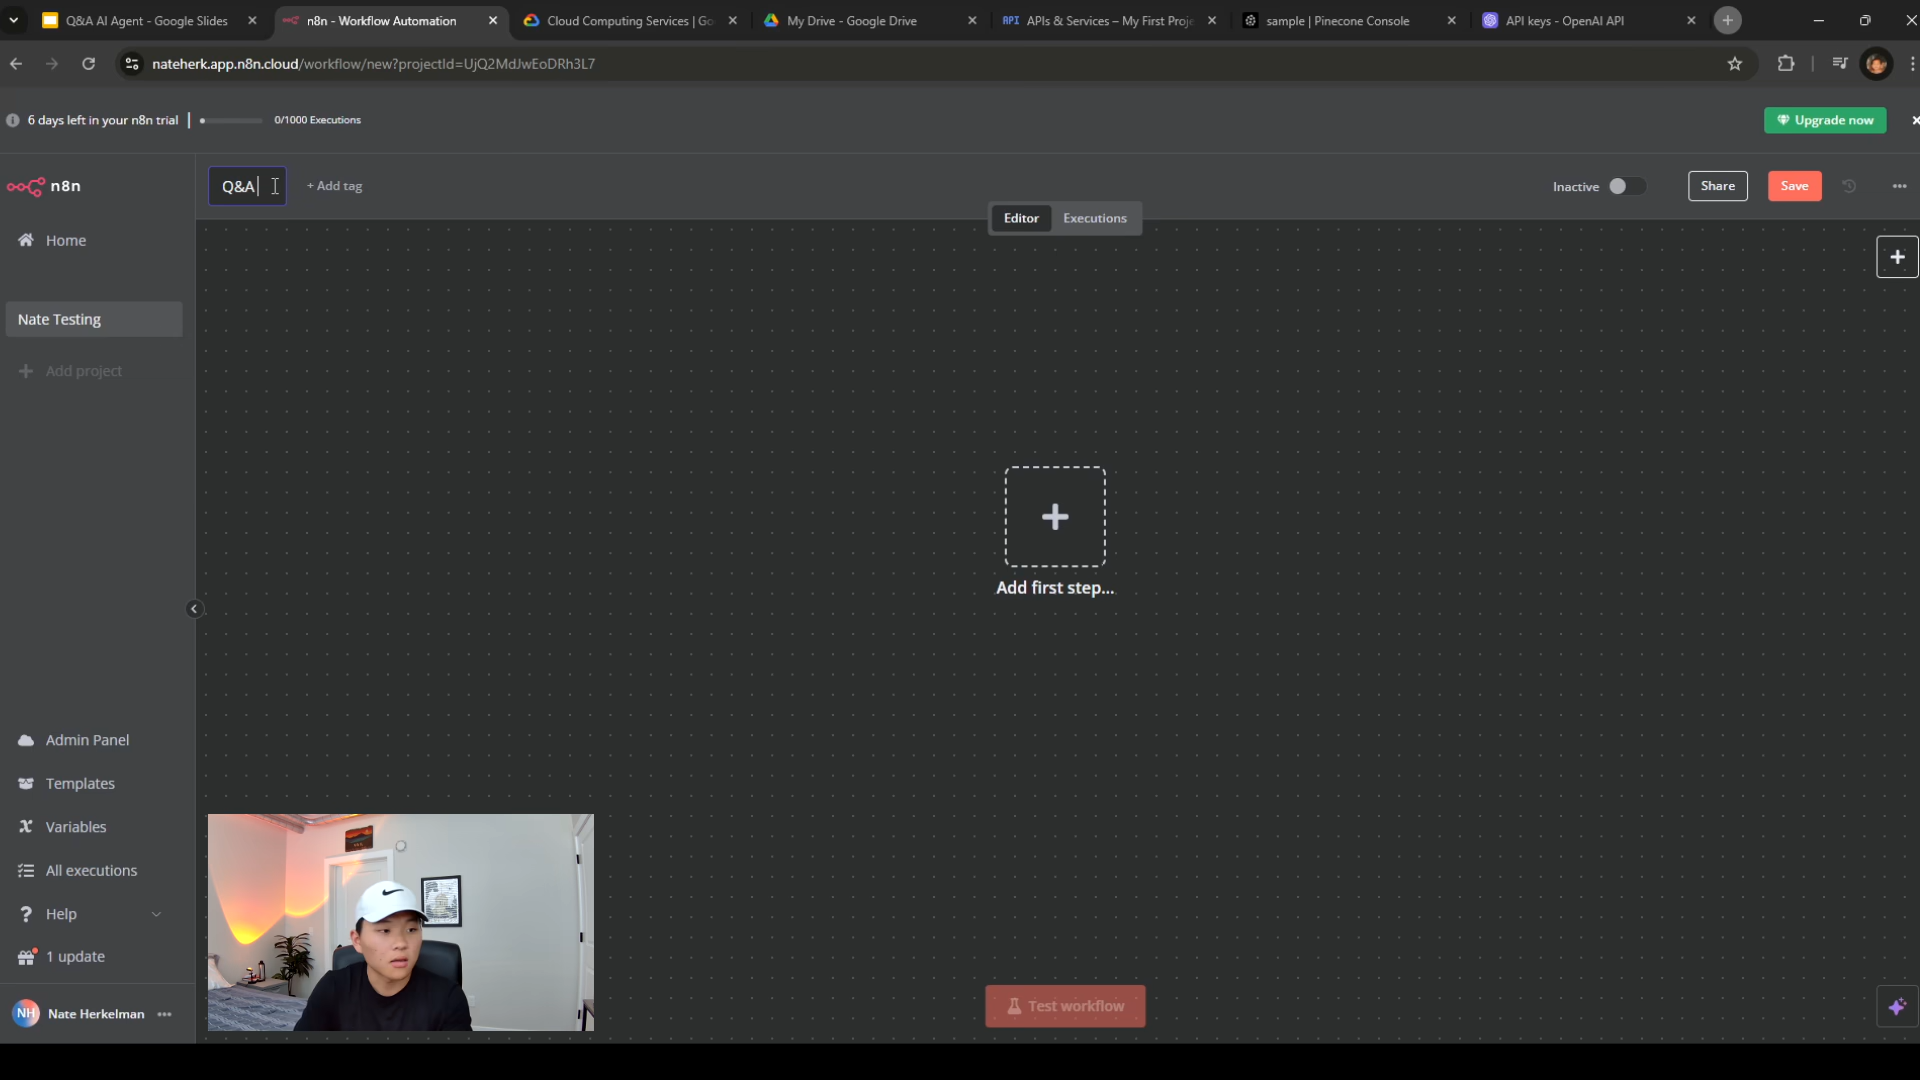 Q&A AI Agent - Google Slides
n8n - Workflow Automation
Cloud Computing Services | Go
My Drive - Google Drive
API APIs & Services – My First Proje
sample | Pinecone Console
API keys - OpenAI API
nateherk.app.n8n.cloud/workflow/new?projectId=UjQ2MdJwEoDRh3L7
6 days left in your n8n trial
0/1000 Executions
Upgrade now
n8n
Q&A
+ Add tag
Inactive
Share
Save
Editor
Executions
Home
Nate Testing
Add project
Add first step...
Admin Panel
Templates
Variables
All executions
Help
1 update
Test workflow
NH
Nate Herkelman